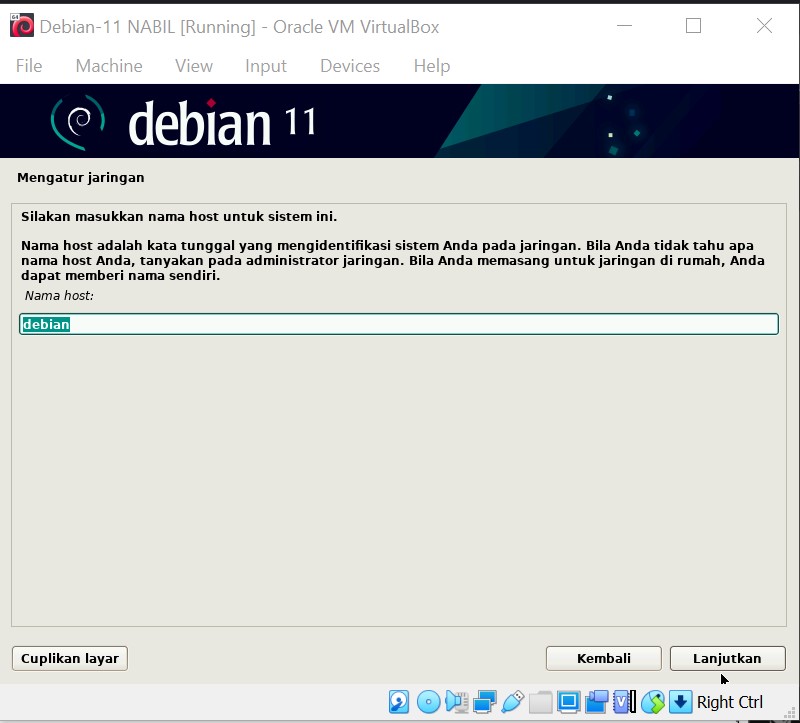 Debian-11 NABIL [Running] - Oracle VM VirtualBox
File Machine View Input Devices Help
debian 11
Mengatur jaringan
Silakan masukkan nama host untuk sistem ini.
Nama host adalah kata tunggal yang mengidentifikasi sistem Anda pada jaringan. Bila Anda tidak tahu apa
nama host Anda, tanyakan pada administrator jaringan. Bila Anda memasang untuk jaringan di rumah, Anda
dapat memberi nama sendiri.
Nama host:
debian
Cuplikan layar Kembali Lanjutkan
Right Ctrl